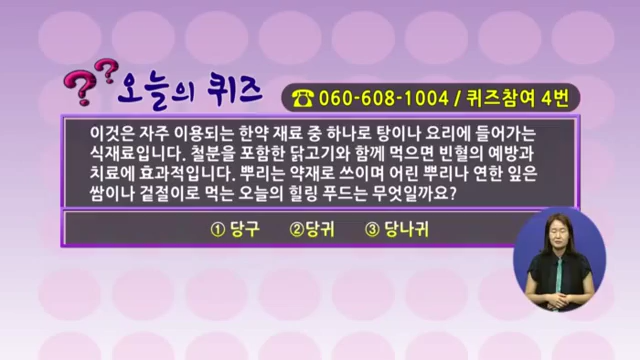 ?? 오늘의 퀴즈
☎ 060-608-1004 / 퀴즈참여 4번
이것은 자주 이용되는 한약 재료 중 하나로 탕이나 요리에 들어가는
식재료입니다. 철분을 포함한 닭고기와 함께 먹으면 빈혈의 예방과
치료에 효과적입니다. 뿌리는 약재로 쓰이며 어린 뿌리나 연한 잎은
쌈이나 겉절이로 먹는 오늘의 힐링 푸드는 무엇일까요?
① 당구 ②당귀 ③ 당나귀